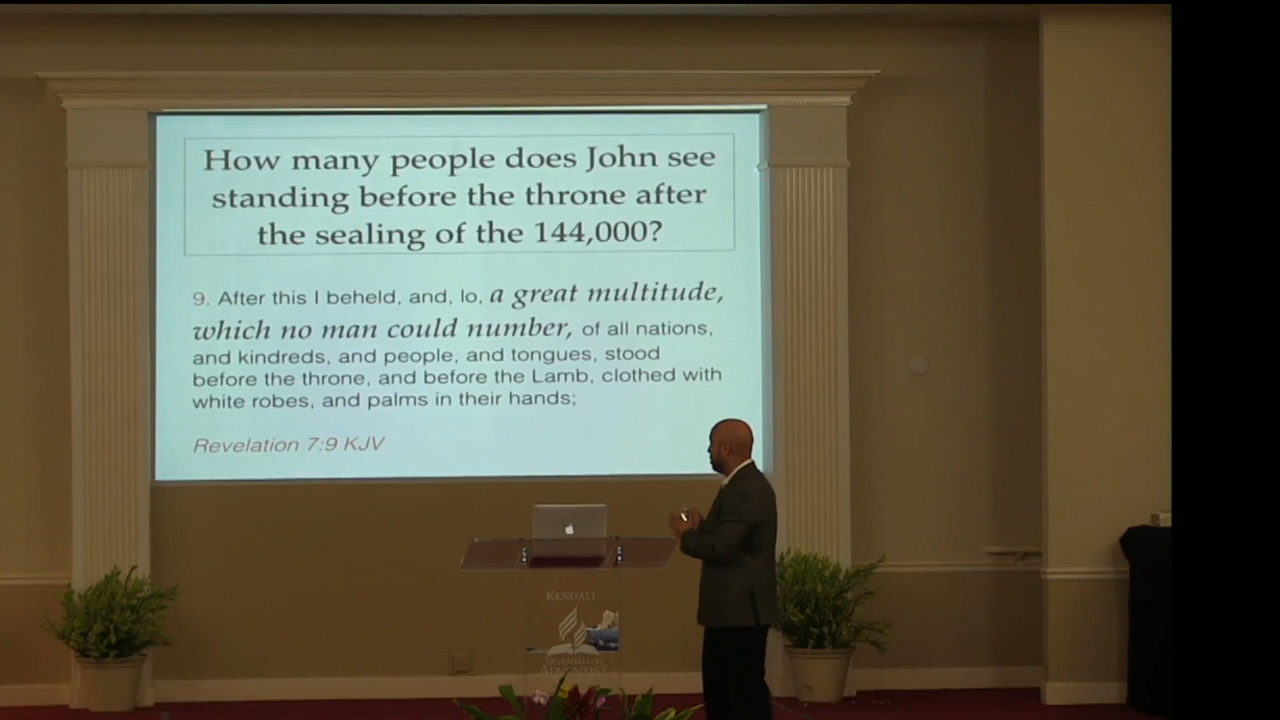 How many people does John see
standing before the throne after
the sealing of the 144,000?
9. After this I beheld, and, lo, a great multitude,
which no man could number, of all nations,
and kindreds, and people, and tongues, stood
before the throne, and before the Lamb, clothed with
white robes, and palms in their hands;
Revelation 7:9 KJV
KENDALL
SEVENTH-DAY
ADVENTIST